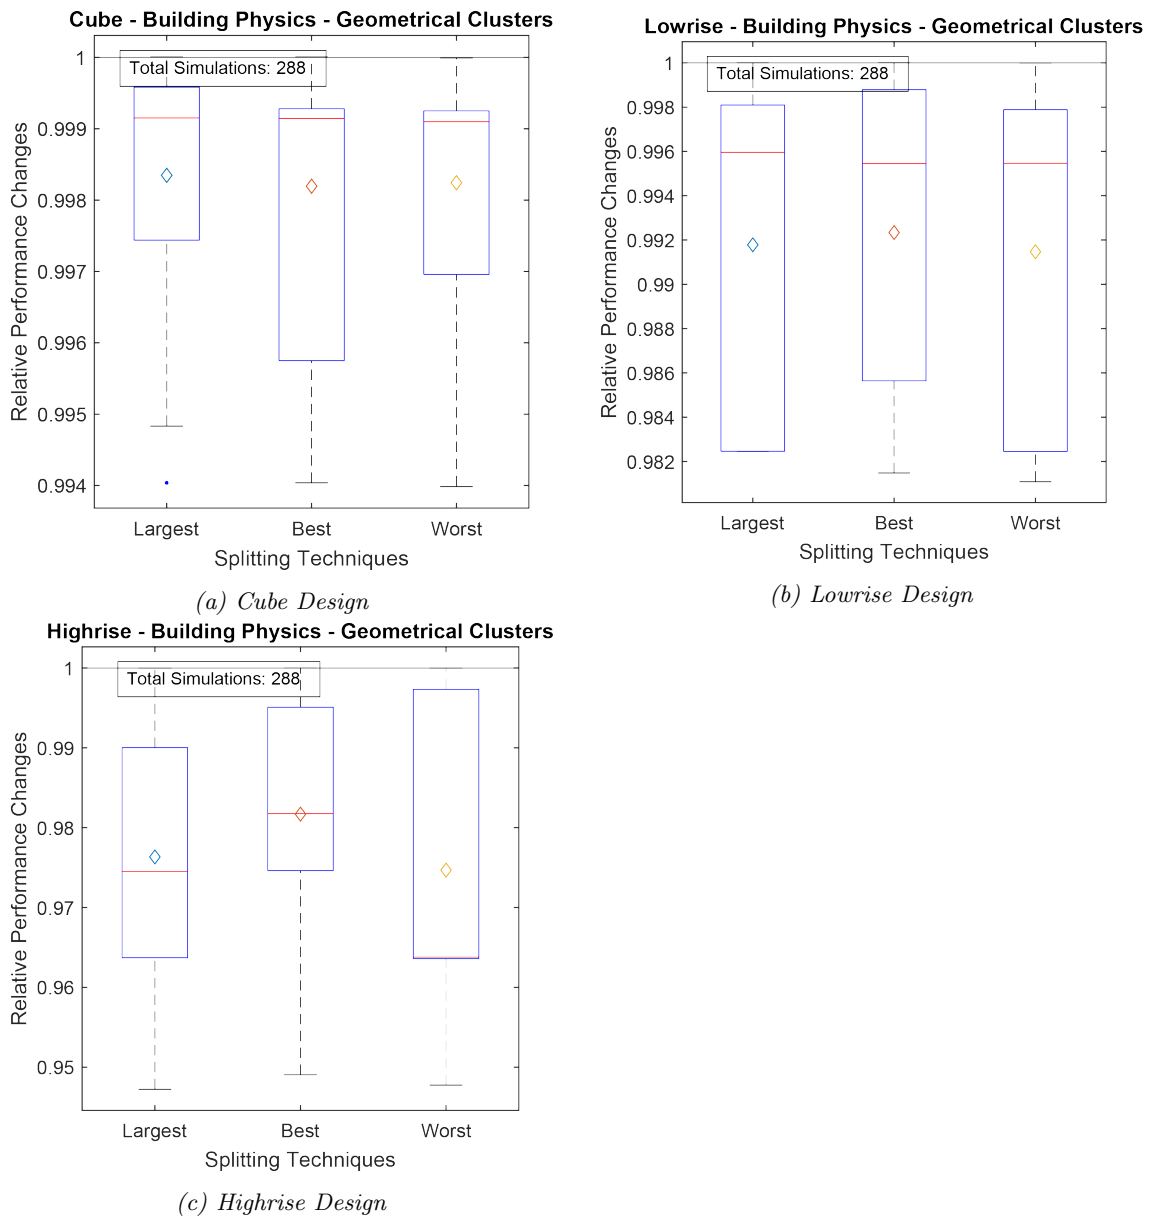 Cube - Building Physics - Geometrical Clusters
Total Simulations: 288
Relative Performance Changes
1
0.999
0.998
0.997
0.996
0.995
0.994
Largest Best Worst
Splitting Techniques
(a) Cube Design
Lowrise - Building Physics - Geometrical Clusters
Total Simulations: 288
Relative Performance Changes
1
0.998
0.996
0.994
0.992
0.99
0.988
0.986
0.984
0.982
Largest Best Worst
Splitting Techniques
(b) Lowrise Design
Highrise - Building Physics - Geometrical Clusters
Total Simulations: 288
Relative Performance Changes
1
0.99
0.98
0.97
0.96
0.95
Largest Best Worst
Splitting Techniques
(c) Highrise Design